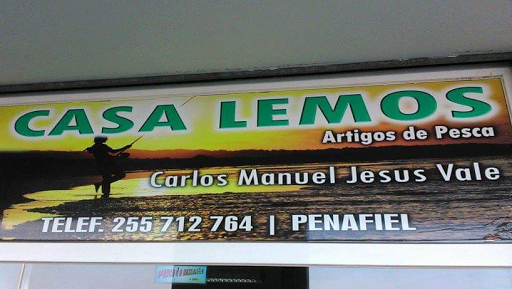 CASA LEMOS
Artigos de Pesca
Carlos Manuel Jesus Vale
TELEF. 255 712 764 | PENAFIEL